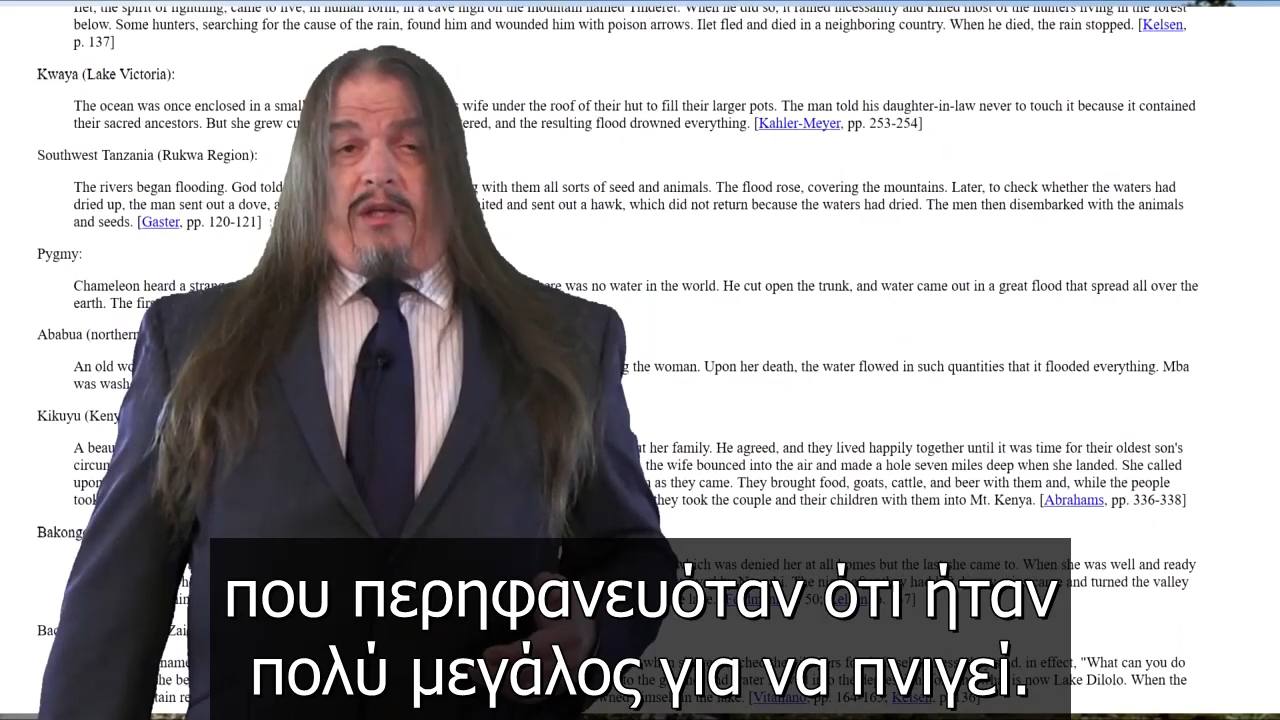 Ilet, the spirit of lightning, came to live, in human form, in a cave high on the mountain named Tinderet. When he did so, it rained incessantly and killed most of the hunters living in the forest
below. Some hunters, searching for the cause of the rain, found him and wounded him with poison arrows. Ilet fled and died in a neighboring country. When he died, the rain stopped. [Kelsen,
p. 137]
Kwaya (Lake Victoria):
The ocean was once enclosed in a small wife under the roof of their hut to fill their larger pots. The man told his daughter-in-law never to touch it because it contained
their sacred ancestors. But she grew and the resulting flood drowned everything. [Kahler-Meyer, pp. 253-254]
Southwest Tanzania (Rukwa Region):
The rivers began flooding. God told with them all sorts of seed and animals. The flood rose, covering the mountains. Later, to check whether the waters had
dried up, the man sent out a dove, and sent out a hawk, which did not return because the waters had dried. The men then disembarked with the animals
and seeds. [Gaster, pp. 120-121]
Pygmy:
Chameleon heard a was no water in the world. He cut open the trunk, and water came out in a great flood that spread all over the
earth. The
Ababua (northern
An old the woman. Upon her death, the water flowed in such quantities that it flooded everything. Mba
was
Kikuyu
A her family. He agreed, and they lived happily together until it was time for their oldest son's
the wife bounced into the air and made a hole seven miles deep when she landed. She called
upon as they came. They brought food, goats, cattle, and beer with them and, while the people
took they took the couple and their children with them into Mt. Kenya. [Abrahams, pp. 336-338]
which was denied her at all homes but the last she came to. When she was well and ready
and turned the valley
in effect, "What can you do
is now Lake Dilolo. When the
που περηφανευόταν ότι ήταν
πολύ μεγάλος για να πνιγεί.